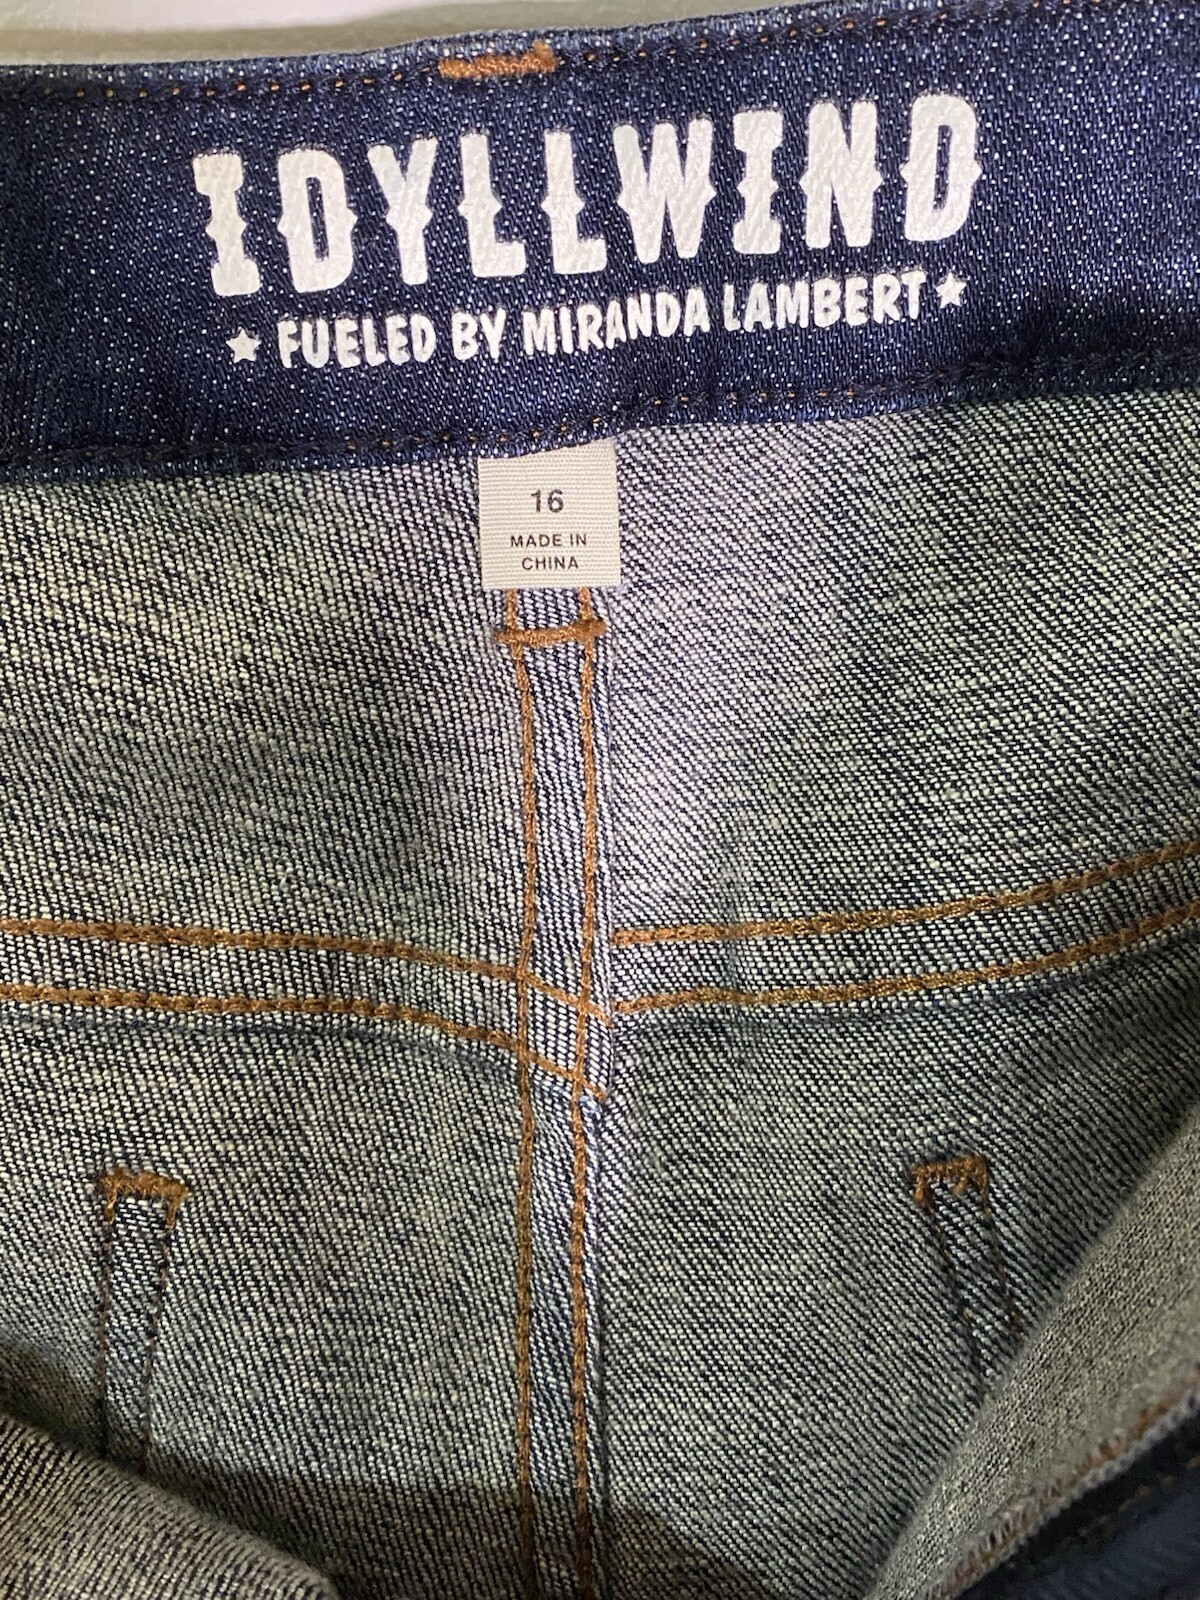 IDYLLWIND
★ FUELED BY MIRANDA LAMBERT ★
16
MADE IN
CHINA